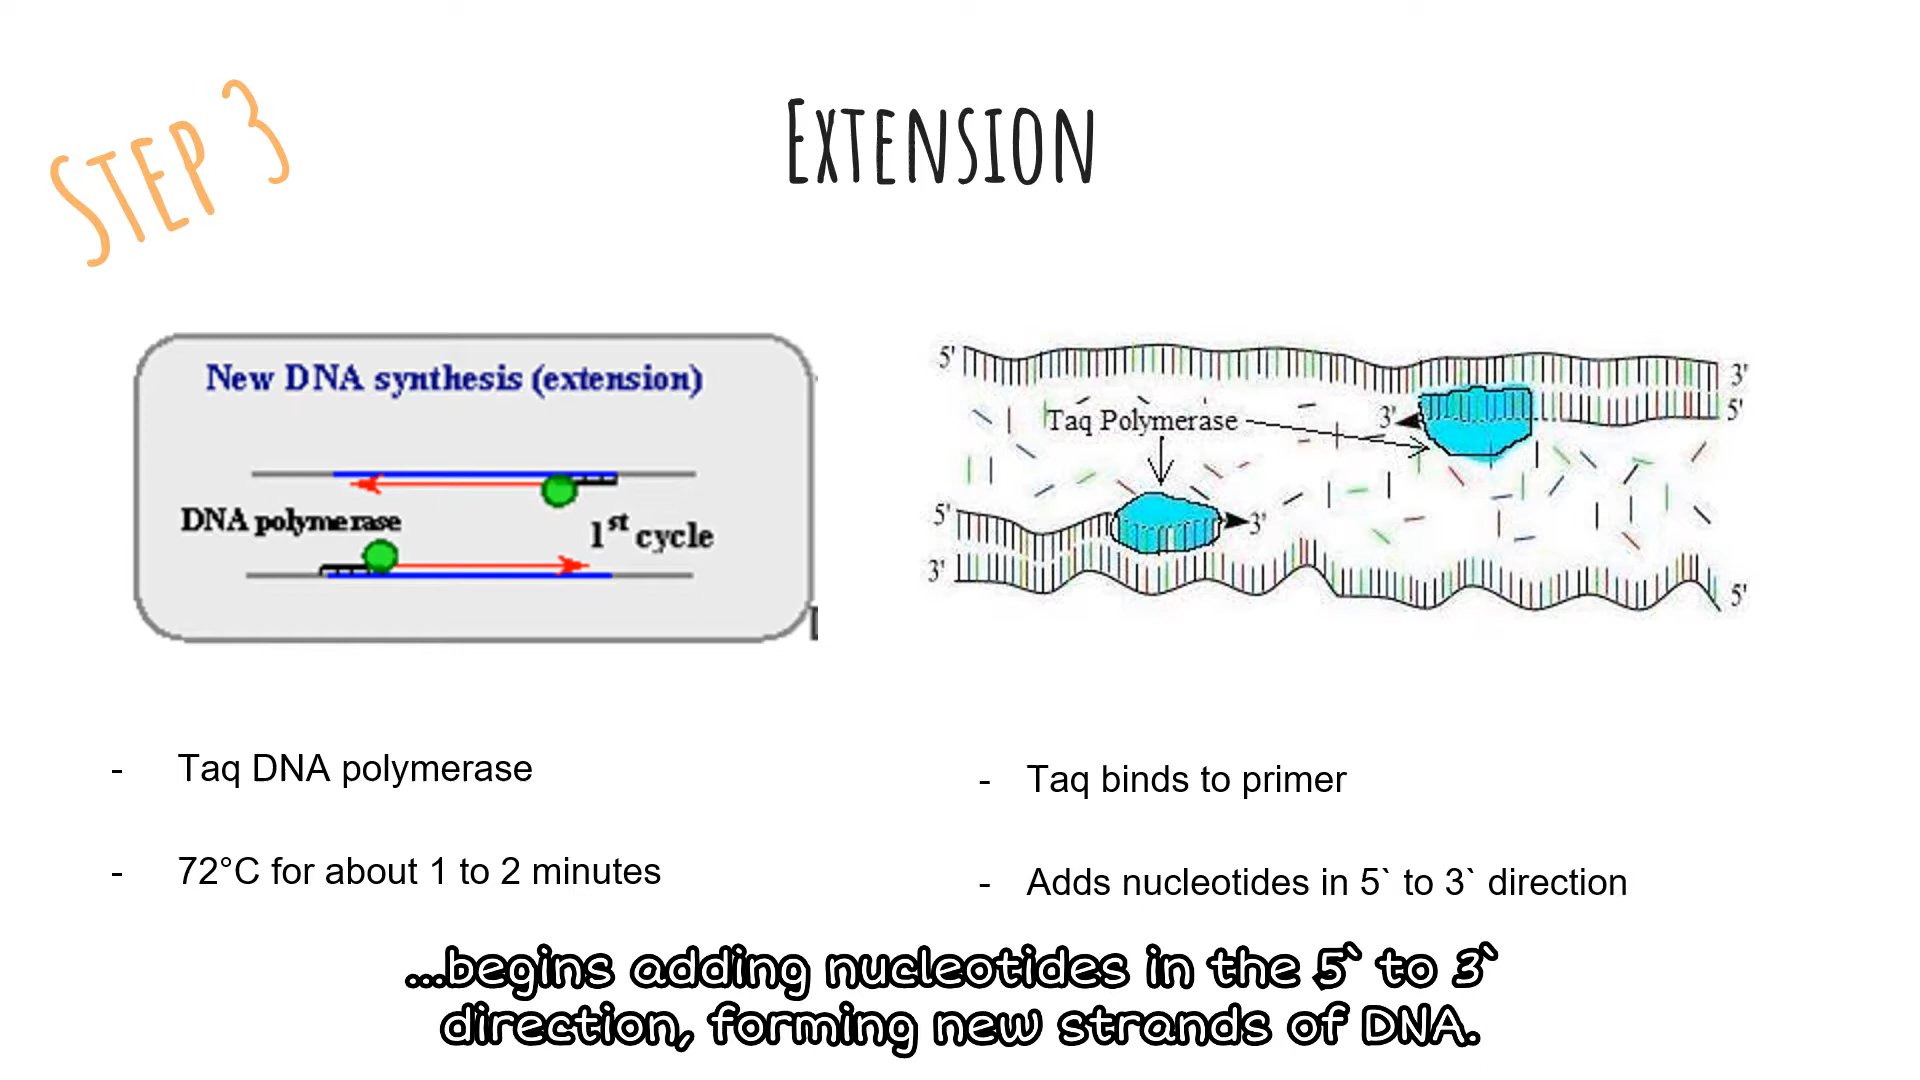 STEP 3
EXTENSION
New DNA synthesis (extension)
DNA polymerase
1st cycle
5'
3'
Taq Polymerase
3'
5'
5'
3'
3'
5'
- Taq DNA polymerase
- 72°C for about 1 to 2 minutes
- Taq binds to primer
- Adds nucleotides in 5` to 3` direction
...begins adding nucleotides in the 5` to 3`
direction, forming new strands of DNA.